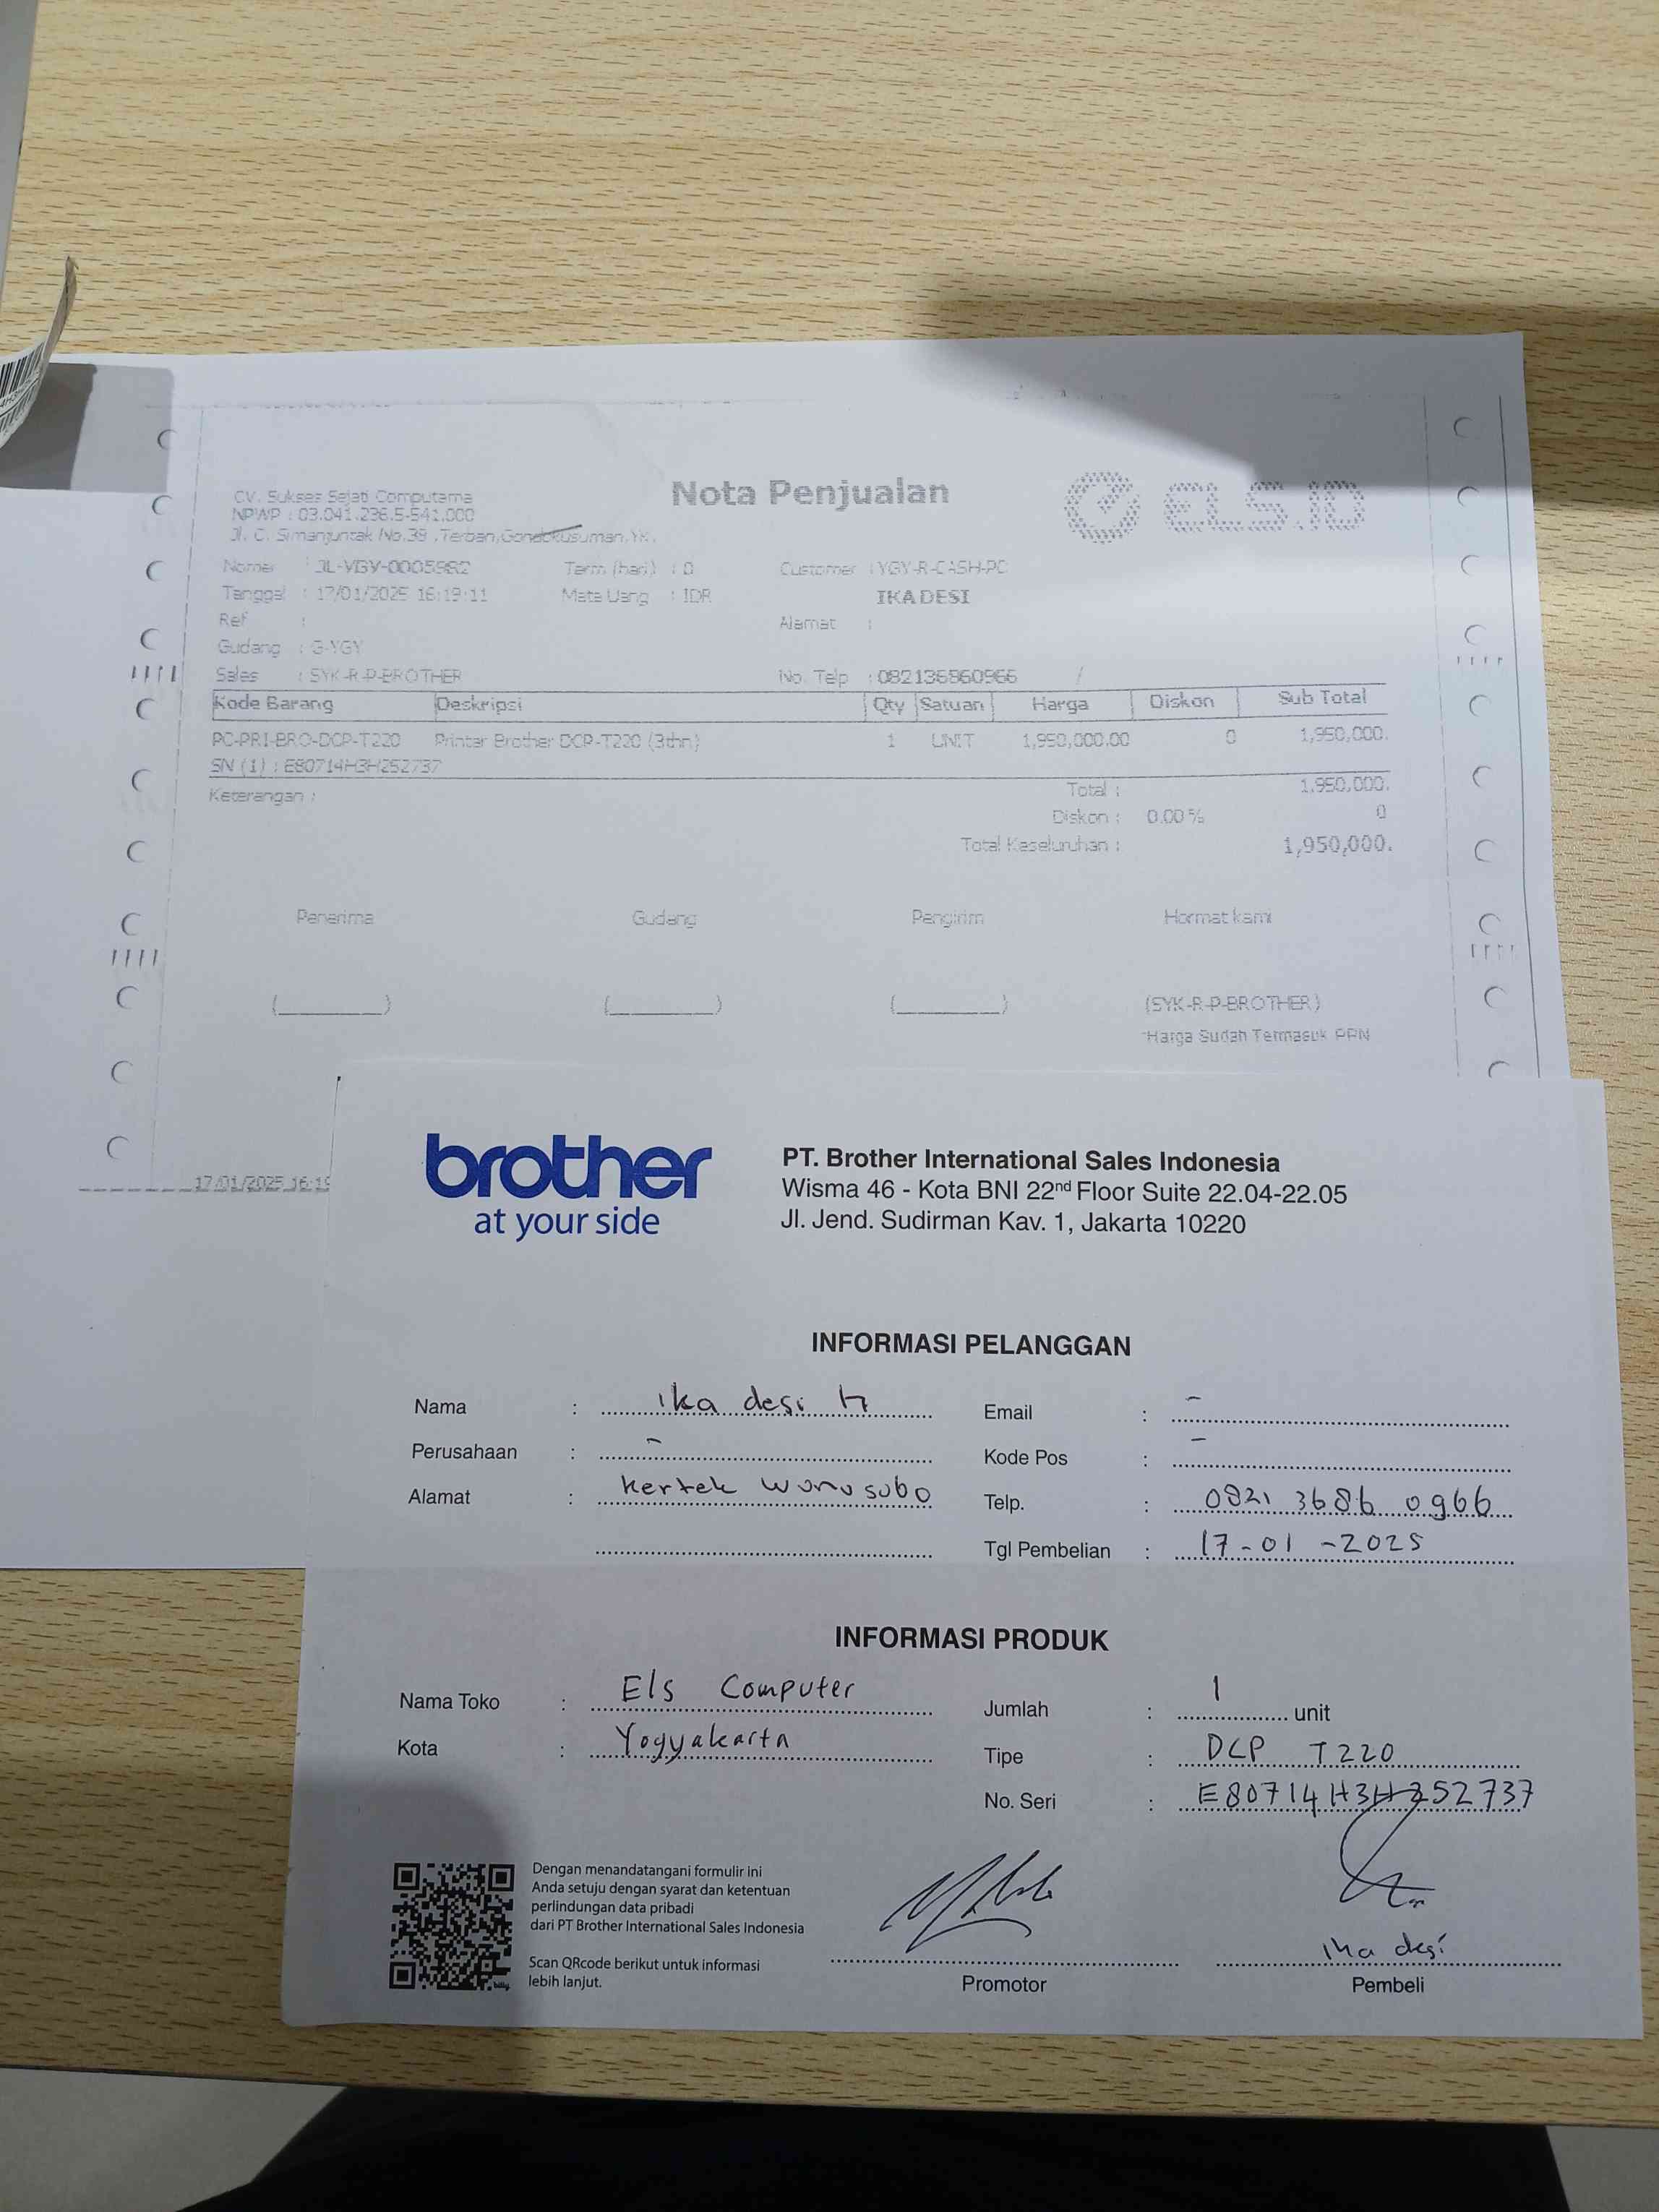 Nota Penjualan
eLS.ID
CV. Sukses Sejati Computama
NPWP : 03.041.236.5-541.000
Jl. C. Simanjuntak No.39 ,Terban,Gondokusuman,YK.
Nomer : JL-YGY-0005982 Term (hari) : 0 Customer : YGY-R-CASH-PC
Tanggal : 17/01/2025 16:19:11 Mata Uang : IDR IKA DESI
Ref : Alamat :
Gudang : G-YGY
Sales : SYK-R-P-BROTHER No. Telp : 082136860966 /
Kode Barang Deskripsi Qty Satuan Harga Diskon Sub Total
PC-PRI-BRO-DCP-T220 Printer Brother DCP-T220 (3thn) 1 UNIT 1,950,000.00 0 1,950,000.
SN (1) : E80714H3H252737
Keterangan : Total : 1,950,000.
Diskon : 0.00 % 0
Total Keseluruhan : 1,950,000.
Penerima Gudang Pengirim Hormat kami
(SYK-R-P-BROTHER)
*Harga Sudah Termasuk PPN
17/01/2025 16:19
brother
at your side
PT. Brother International Sales Indonesia
Wisma 46 - Kota BNI 22nd Floor Suite 22.04-22.05
Jl. Jend. Sudirman Kav. 1, Jakarta 10220
INFORMASI PELANGGAN
Nama : ika desi H Email : -
Perusahaan : - Kode Pos : -
Alamat : kertek wonosobo Telp. : 0821 3686 0966
Tgl Pembelian : 17-01-2025
INFORMASI PRODUK
Nama Toko : Els Computer Jumlah : 1 unit
Kota : Yogyakarta Tipe : DCP T220
No. Seri : E80714H3H252737
Dengan menandatangani formulir ini
Anda setuju dengan syarat dan ketentuan
perlindungan data pribadi
dari PT Brother International Sales Indonesia
Scan QRcode berikut untuk informasi
lebih lanjut.
ika desi
Promotor Pembeli